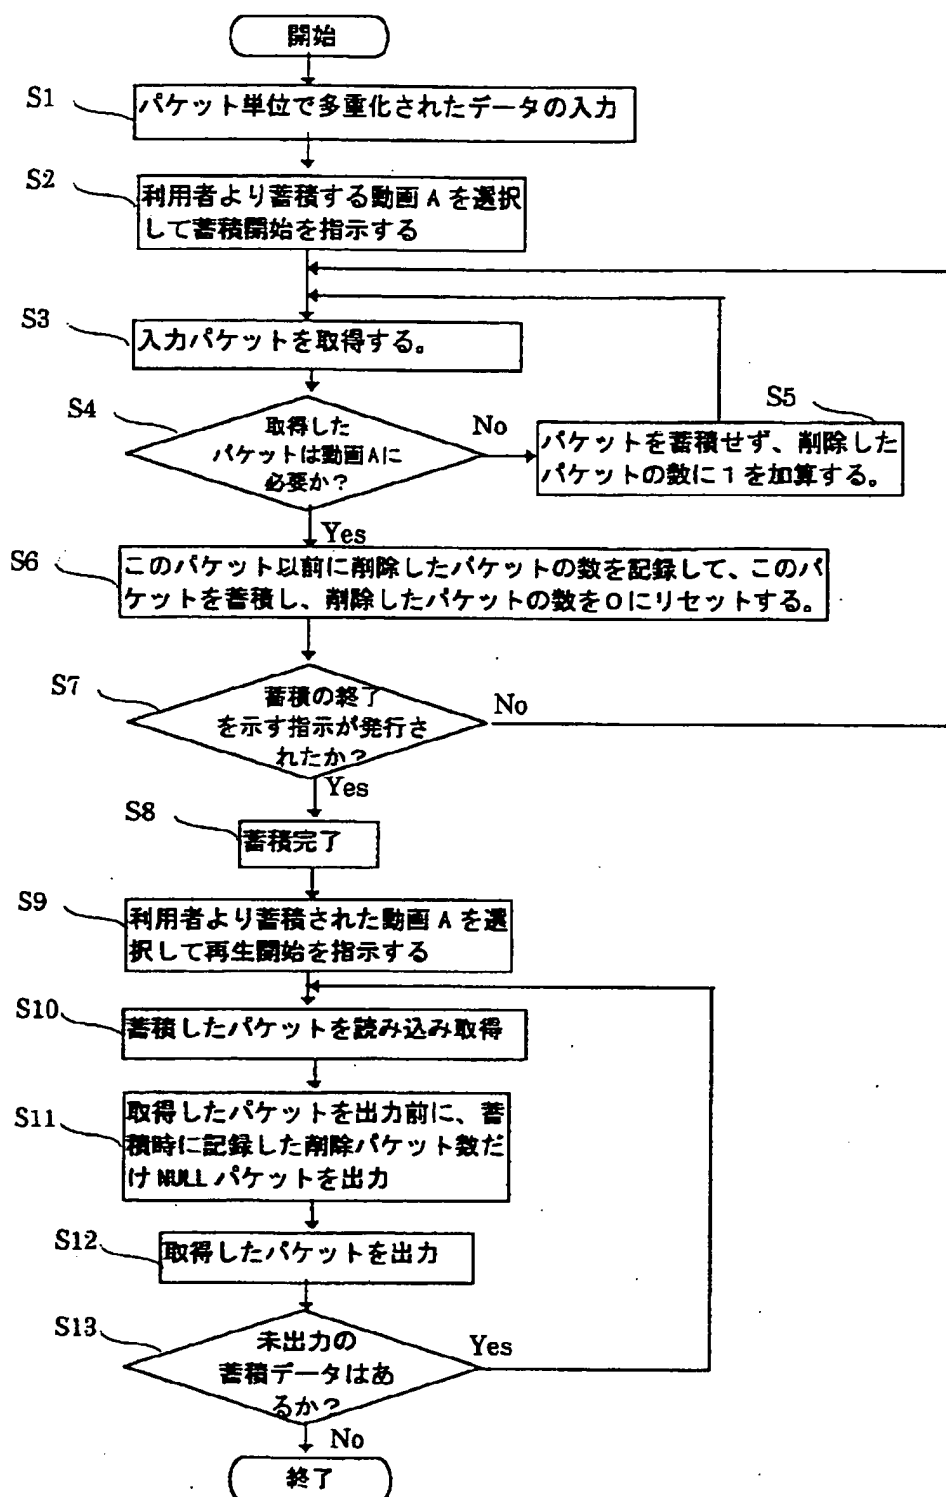 開始
S1
パケット単位で多重化されたデータの入力
S2
利用者より蓄積する動画 A を選択
して蓄積開始を指示する
S3
入力パケットを取得する。
S4
取得した
パケットは動画Aに
必要か？
No
S5
パケットを蓄積せず、削除した
パケットの数に１を加算する。
Yes
S6
このパケット以前に削除したパケットの数を記録して、このパ
ケットを蓄積し、削除したパケットの数を０にリセットする。
S7
蓄積の終了
を示す指示が発行さ
れたか？
No
Yes
S8
蓄積完了
S9
利用者より蓄積された動画 A を選
択して再生開始を指示する
S10
蓄積したパケットを読み込み取得
S11
取得したパケットを出力前に、蓄
積時に記録した削除パケット数だ
け NULL パケットを出力
S12
取得したパケットを出力
S13
未出力の
蓄積データはあ
るか？
Yes
No
終了